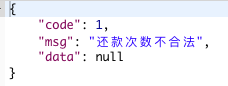 {
    "code": 1,
    "msg": "还款次数不合法",
    "data": null
}